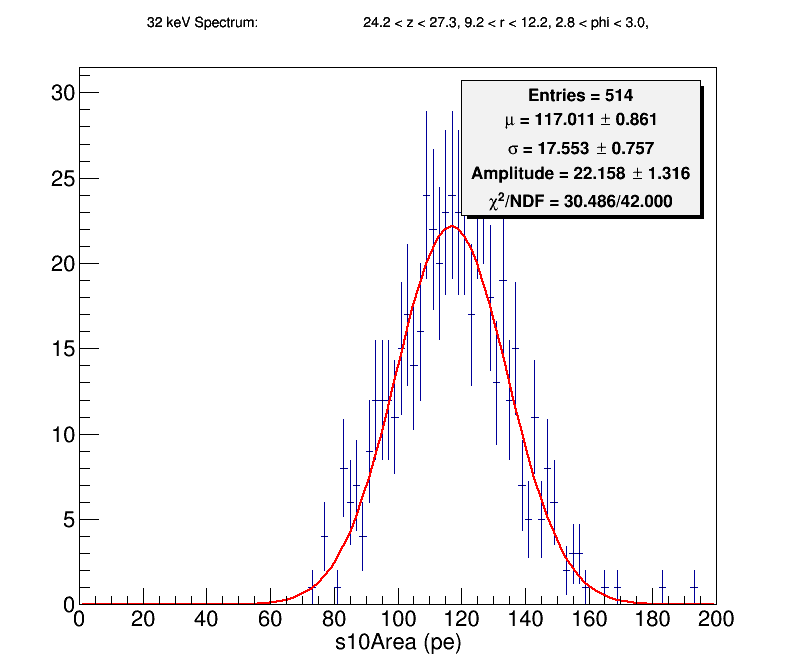 32 keV Spectrum: 24.2 < z < 27.3, 9.2 < r < 12.2, 2.8 < phi < 3.0,
Entries = 514
μ = 117.011 ± 0.861
σ = 17.553 ± 0.757
Amplitude = 22.158 ± 1.316
χ²/NDF = 30.486/42.000
30
25
20
15
10
5
0
0 20 40 60 80 100 120 140 160 180 200
s10Area (pe)